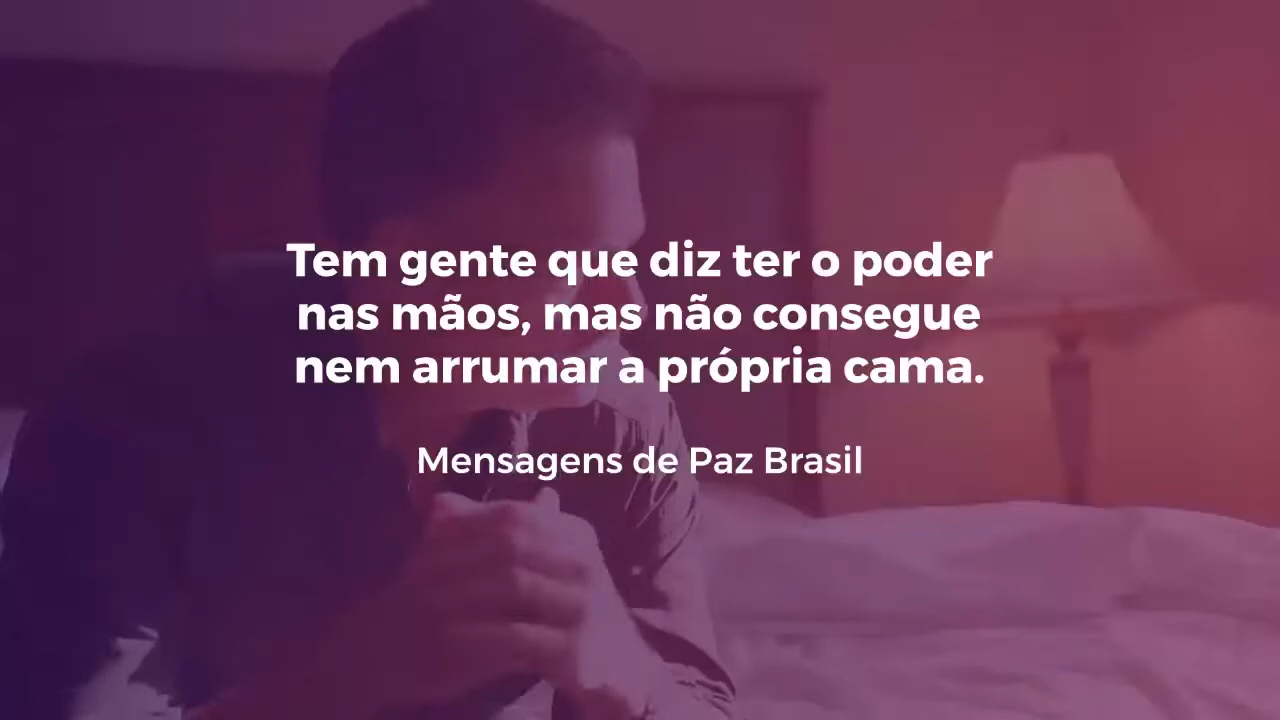 Tem gente que diz ter o poder
nas mãos, mas não consegue
nem arrumar a própria cama.
Mensagens de Paz Brasil